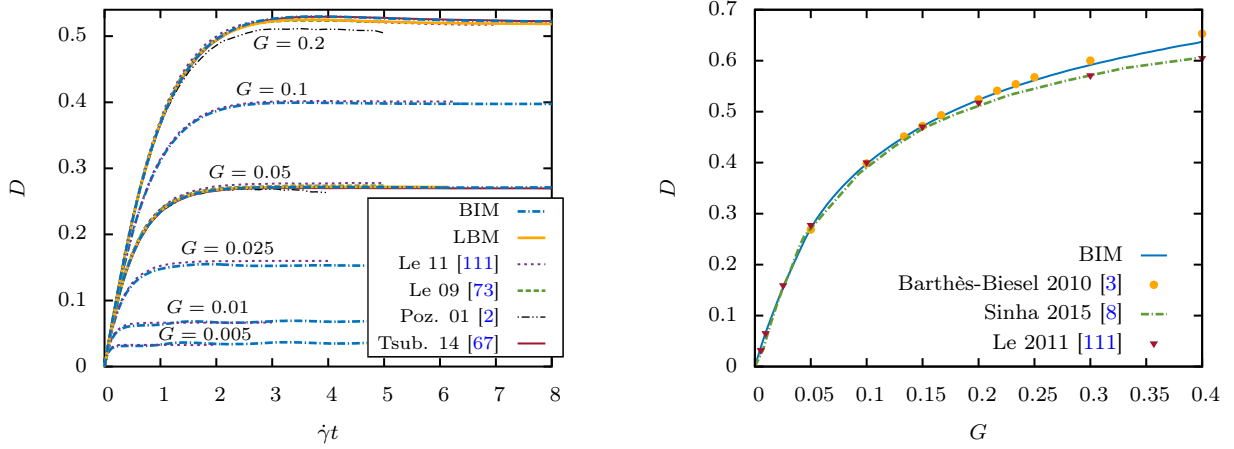 D
0.5
0.4
0.3
0.2
0.1
0
0 1 2 3 4 5 6 7 8
γ̇t
G = 0.2
G = 0.1
G = 0.05
G = 0.025
G = 0.01
G = 0.005
BIM
LBM
Le 11 [111]
Le 09 [73]
Poz. 01 [2]
Tsub. 14 [67]
D
0.7
0.6
0.5
0.4
0.3
0.2
0.1
0
0 0.05 0.1 0.15 0.2 0.25 0.3 0.35 0.4
G
BIM
Barthès-Biesel 2010 [3]
Sinha 2015 [8]
Le 2011 [111]